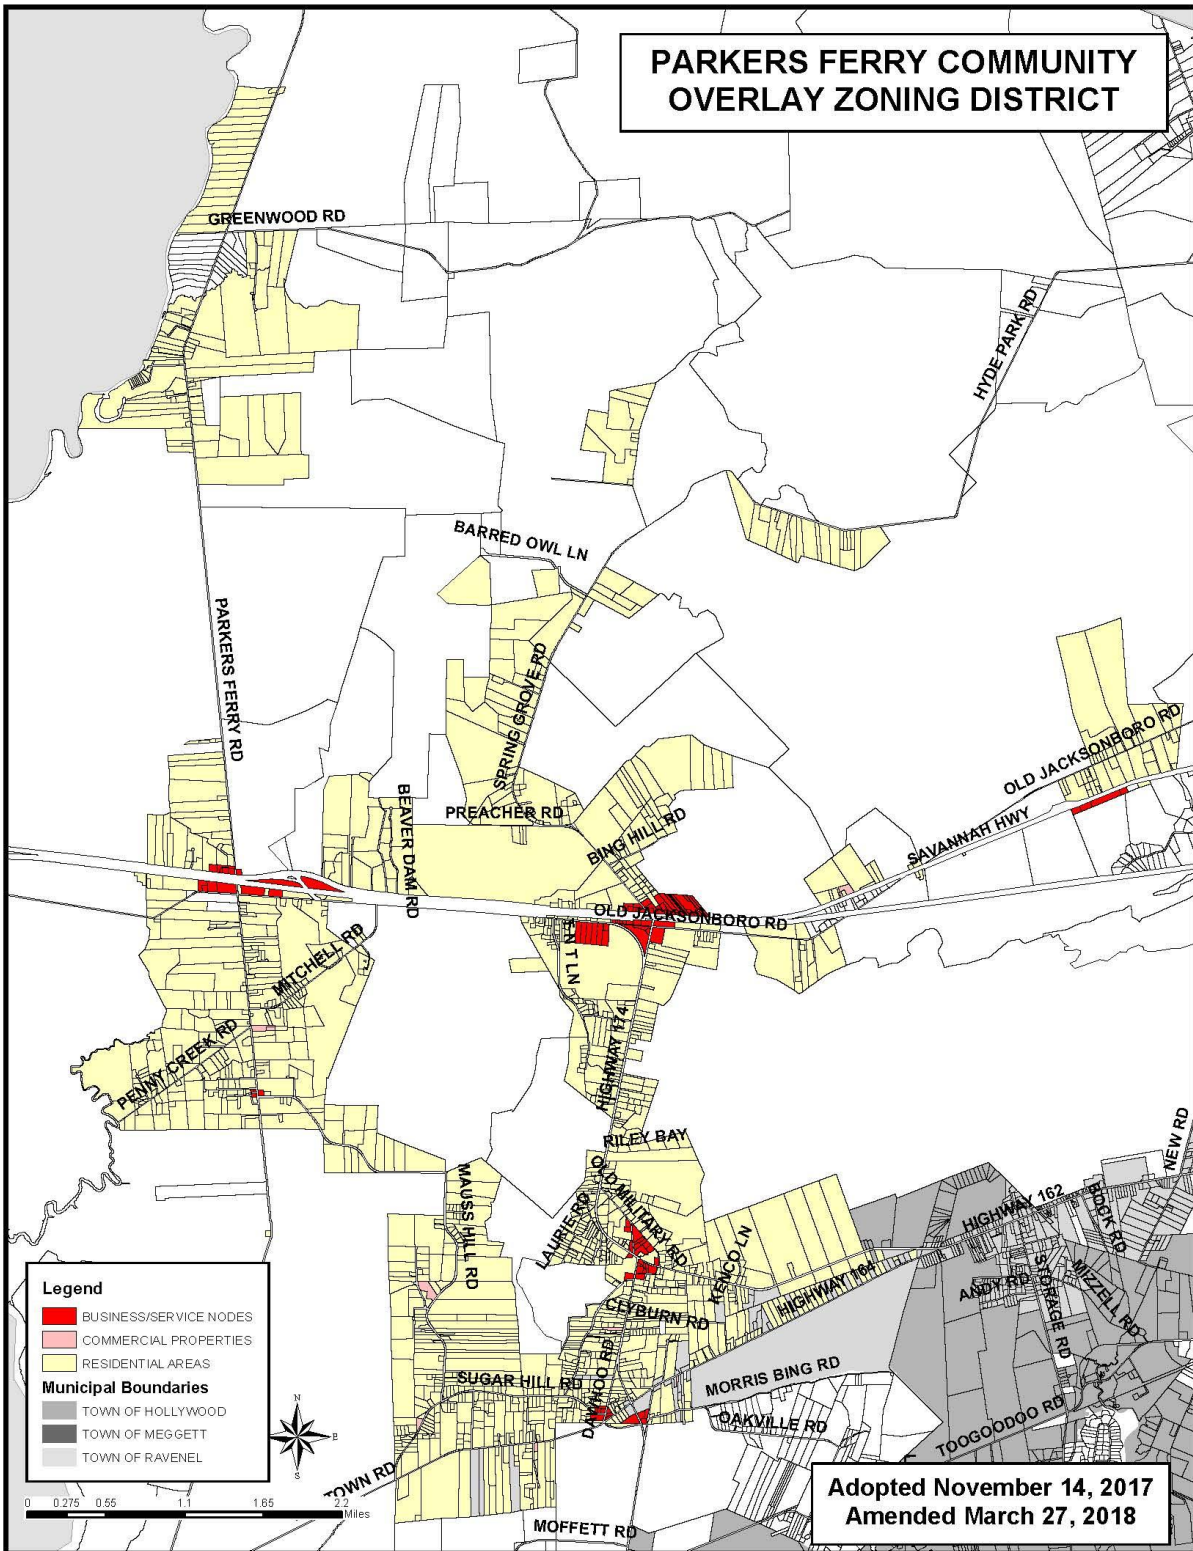 PARKERS FERRY COMMUNITY
OVERLAY ZONING DISTRICT
GREENWOOD RD
HYDE PARK RD
BARRED OWL LN
PARKERS FERRY RD
SPRING GROVE RD
OLD JACKSONBORO RD
BEAVER DAM RD
PREACHER RD
BING HILL RD
SAVANNAH HWY
OLD JACKSONBORO RD
MITCHELL RD
T N T LN
HIGHWAY 174
PENNY CREEK RD
RILEY BAY
NEW RD
MAUSS HILL RD
OLD MILITARY RD
LAURIE RD
HIGHWAY 162
BOCK RD
KEMCO LN
HIGHWAY 164
ANDY RD
STORAGE RD
MIZZELL RD
CLYBURN RD
SUGAR HILL RD
DAWHOO RD
MORRIS BING RD
OAKVILLE RD
TOOGOODOO RD
TOWN RD
MOFFETT RD
Legend
BUSINESS/SERVICE NODES
COMMERCIAL PROPERTIES
RESIDENTIAL AREAS
Municipal Boundaries
TOWN OF HOLLYWOOD
TOWN OF MEGGETT
TOWN OF RAVENEL
N
E
S
0 0.275 0.55 1.1 1.65 2.2
Miles
Adopted November 14, 2017
Amended March 27, 2018